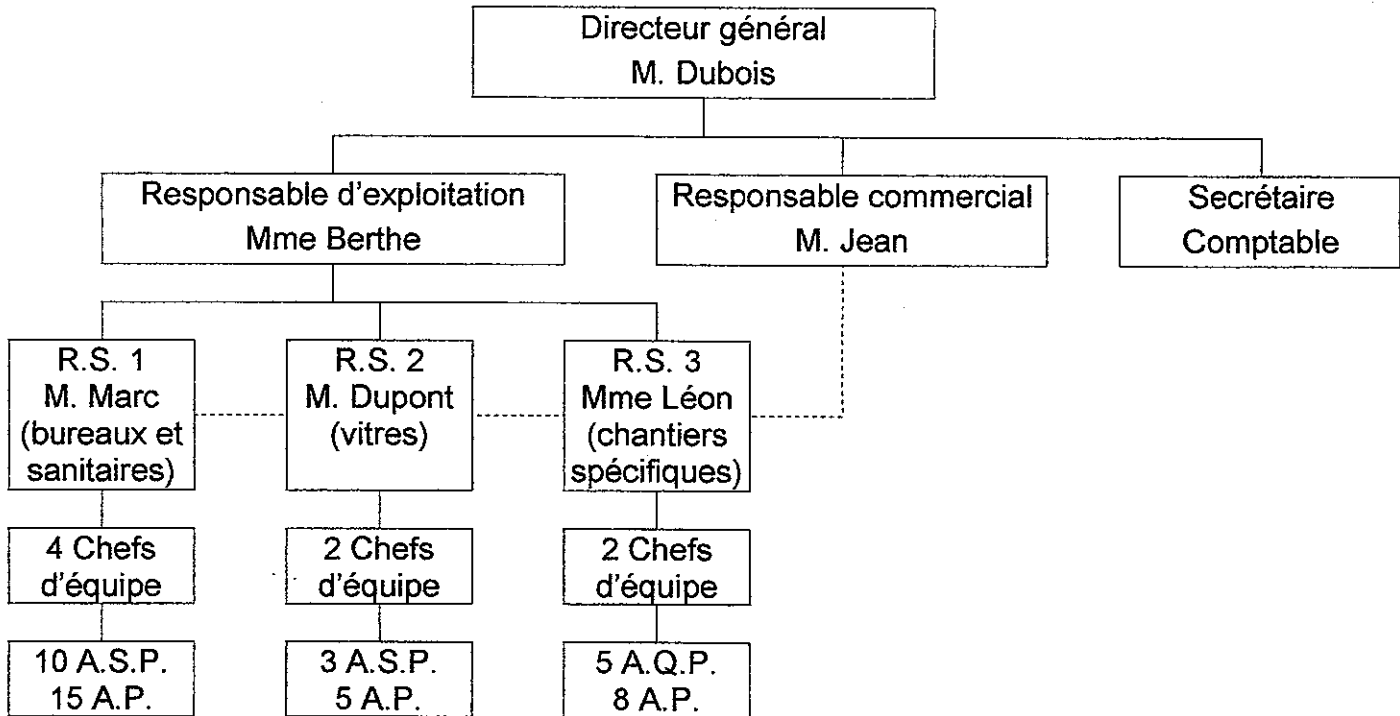 Directeur général
M. Dubois
Responsable d'exploitation
Mme Berthe
Responsable commercial
M. Jean
Secrétaire
Comptable
R.S. 1
M. Marc
(bureaux et
sanitaires)
R.S. 2
M. Dupont
(vitres)
R.S. 3
Mme Léon
(chantiers
spécifiques)
4 Chefs
d'équipe
2 Chefs
d'équipe
2 Chefs
d'équipe
10 A.S.P.
15 A.P.
3 A.S.P.
5 A.P.
5 A.Q.P.
8 A.P.